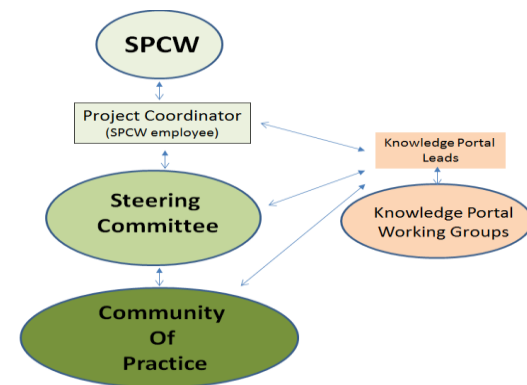 SPCW
Project Coordinator
(SPCW employee)
Knowledge Portal
Leads
Steering
Committee
Knowledge Portal
Working Groups
Community
Of
Practice